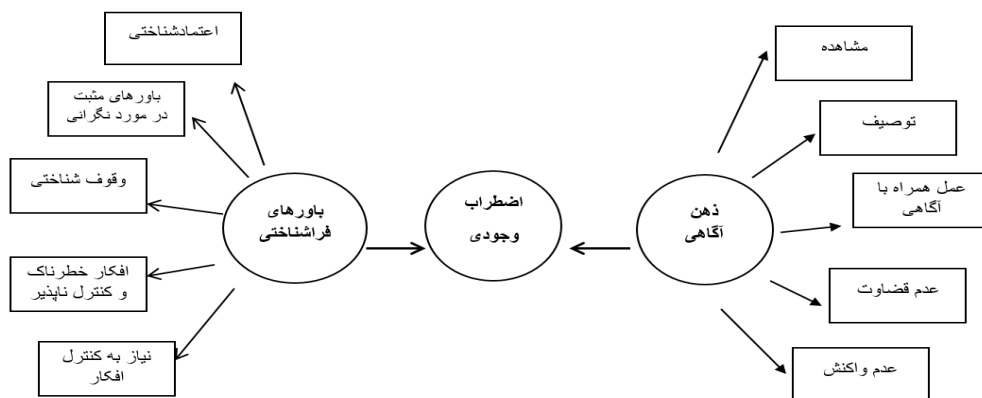 مشاهده
توصیف
عمل همراه با
آگاهی
عدم قضاوت
عدم واکنش
ذهن
آگاهی
اضطراب
وجودی
باورهای
فراشناختی
اعتمادشناختی
باورهای مثبت
در مورد نگرانی
وقوف شناختی
افکار خطرناک
و کنترل ناپذیر
نیاز به کنترل
افکار